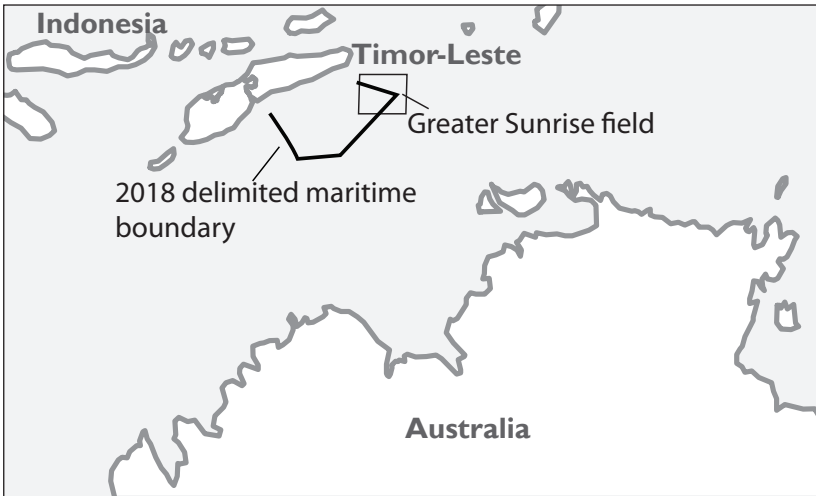 Indonesia
Timor-Leste
Greater Sunrise field
2018 delimited maritime
boundary
Australia